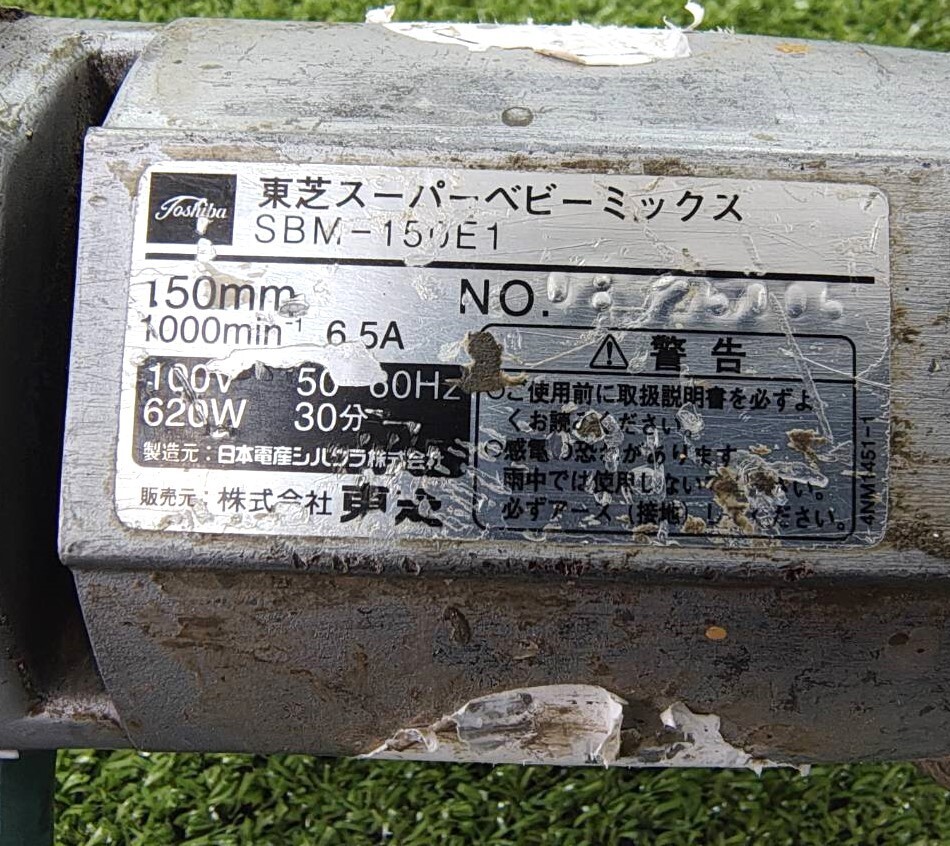 Toshiba
東芝スーパーベビーミックス
SBM-150E1
150mm
NO.
1000min⁻¹ 6.5A
100V 50-60Hz
620W 30分
製造元:日本電産シバウラ株式会社
販売元:株式会社 東芝
⚠ 警告
○ご使用前に取扱説明書を必ずよ
くお読みください。
○感電の恐れがあります
雨中では使用しないで さい。
必ずアース(接地)してください。
4NM1451-1